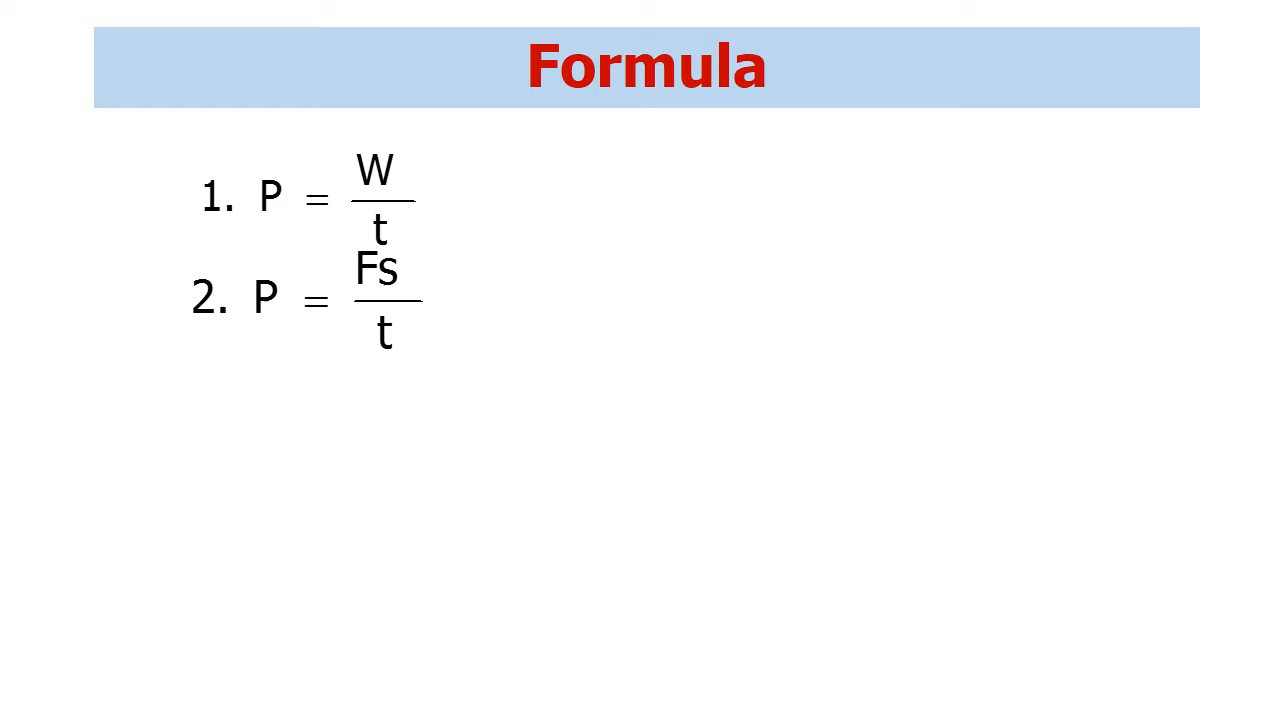 Formula
1. P = W/t
2. P = Fs/t